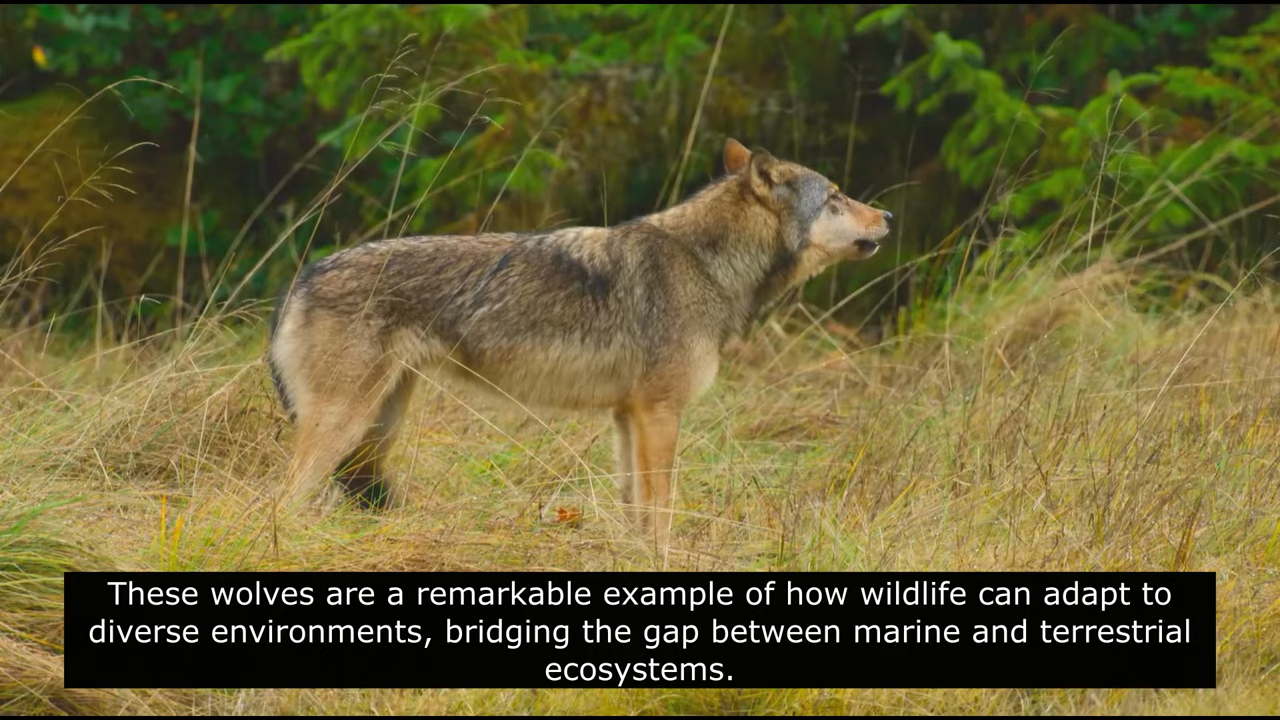 These wolves are a remarkable example of how wildlife can adapt to
diverse environments, bridging the gap between marine and terrestrial
ecosystems.